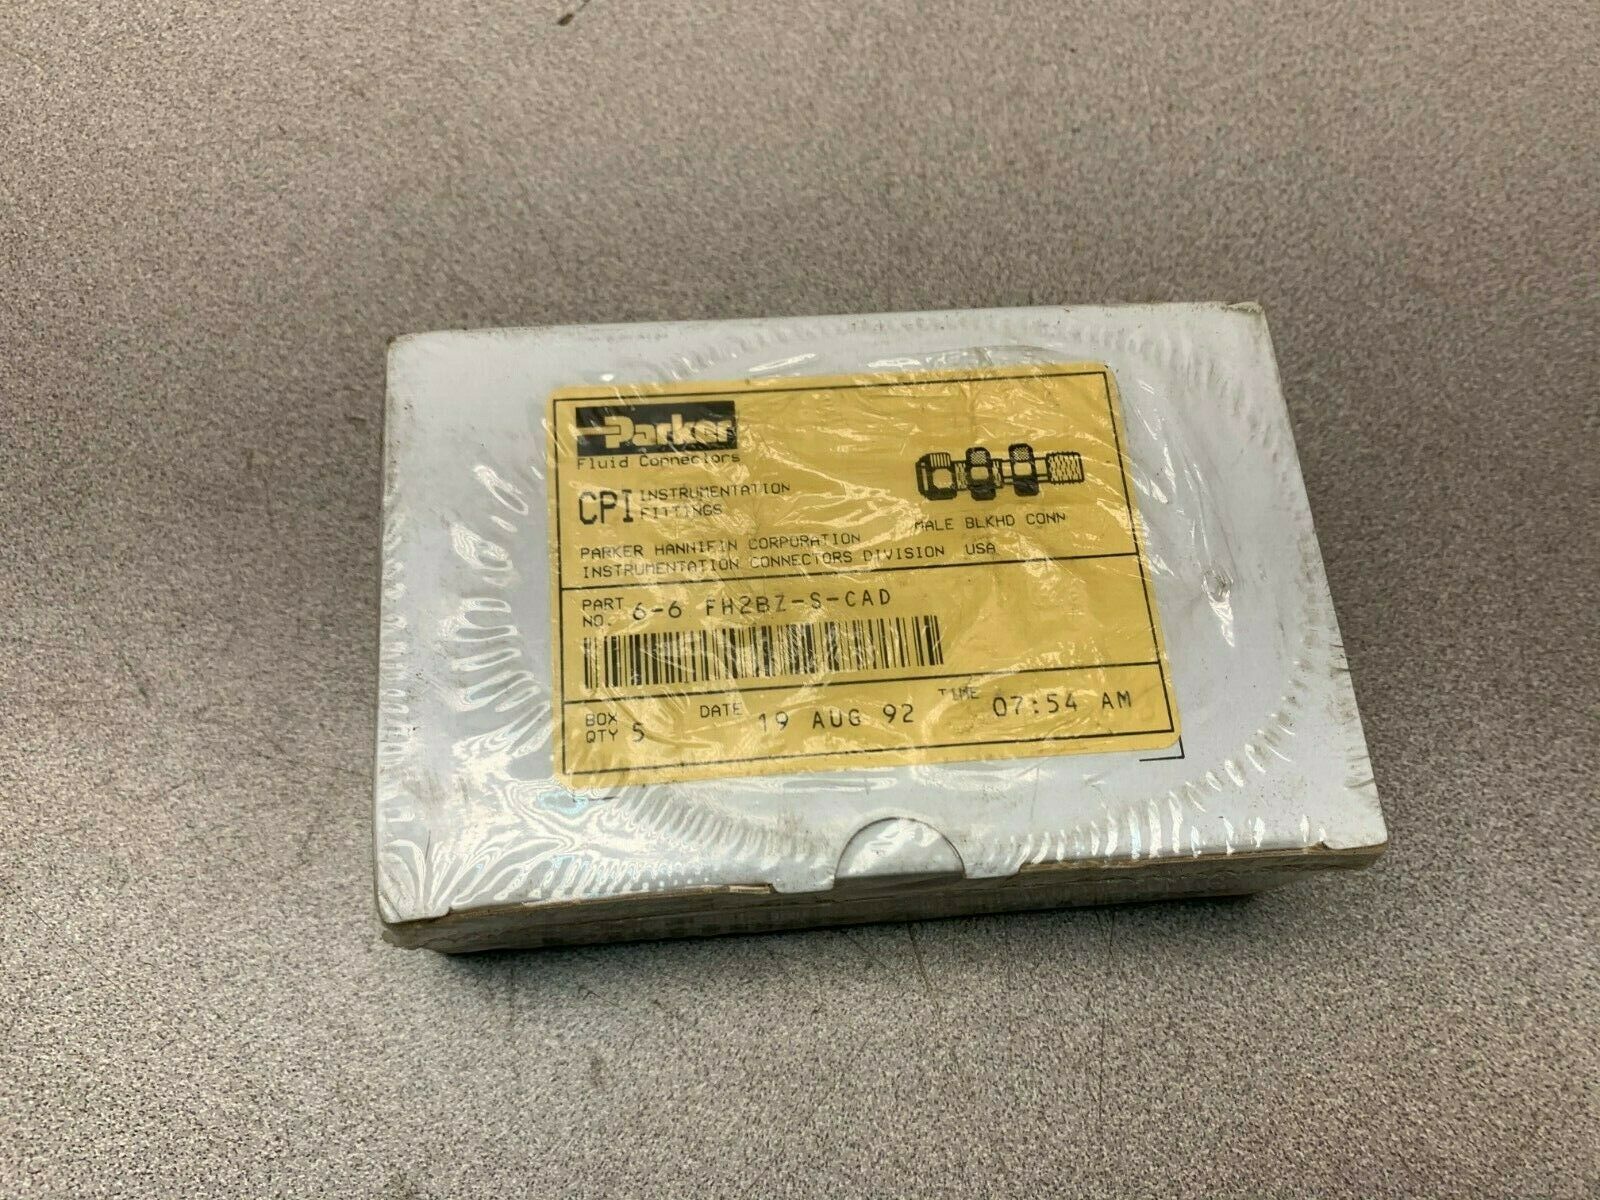 Parker
Fluid Connectors
CPI INSTRUMENTATION
FITTINGS
MALE BLKHD CONN
PARKER HANNIFIN CORPORATION
INSTRUMENTATION CONNECTORS DIVISION USA
PART NO. 6-6 FH2BZ-S-CAD
BOX QTY 5 DATE 19 AUG 92 TIME 07:54 AM